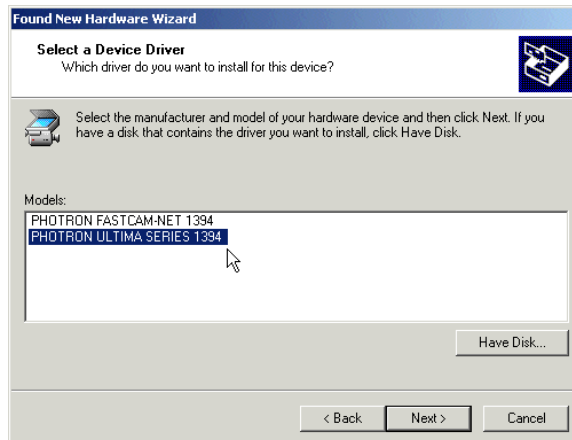 Found New Hardware Wizard
Select a Device Driver
Which driver do you want to install for this device?
Select the manufacturer and model of your hardware device and then click Next. If you
have a disk that contains the driver you want to install, click Have Disk.
Models:
PHOTRON FASTCAM-NET 1394
PHOTRON ULTIMA SERIES 1394
Have Disk...
< Back
Next >
Cancel